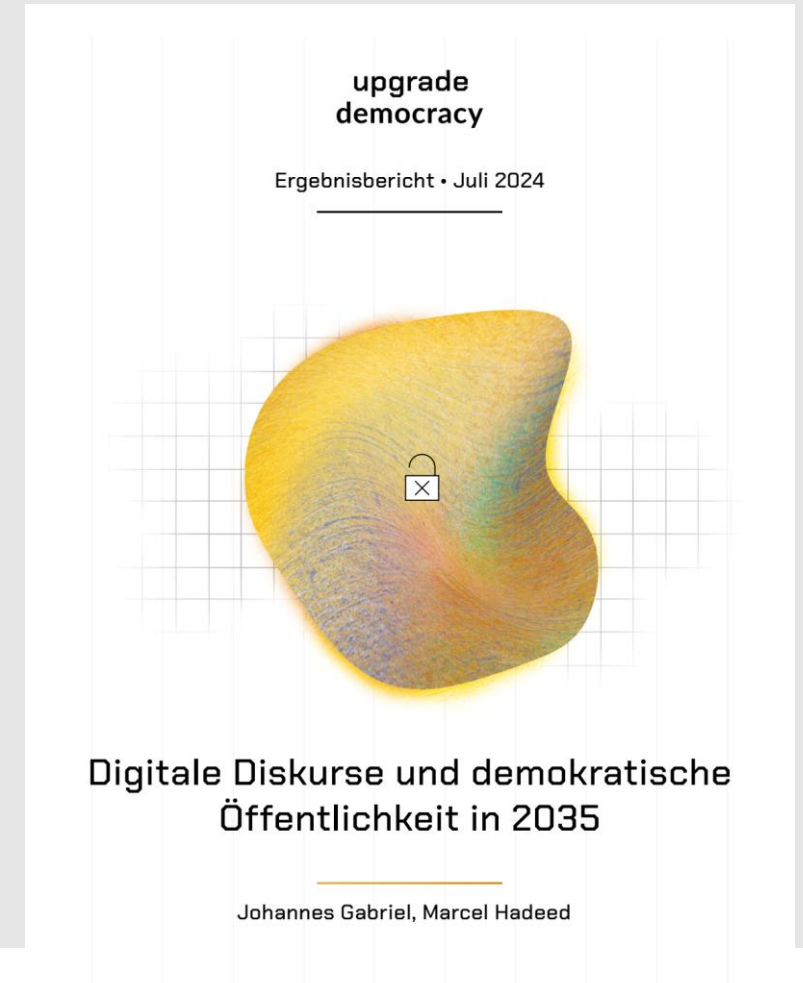 upgrade
democracy
Ergebnisbericht • Juli 2024
Digitale Diskurse und demokratische
Öffentlichkeit in 2035
Johannes Gabriel, Marcel Hadeed